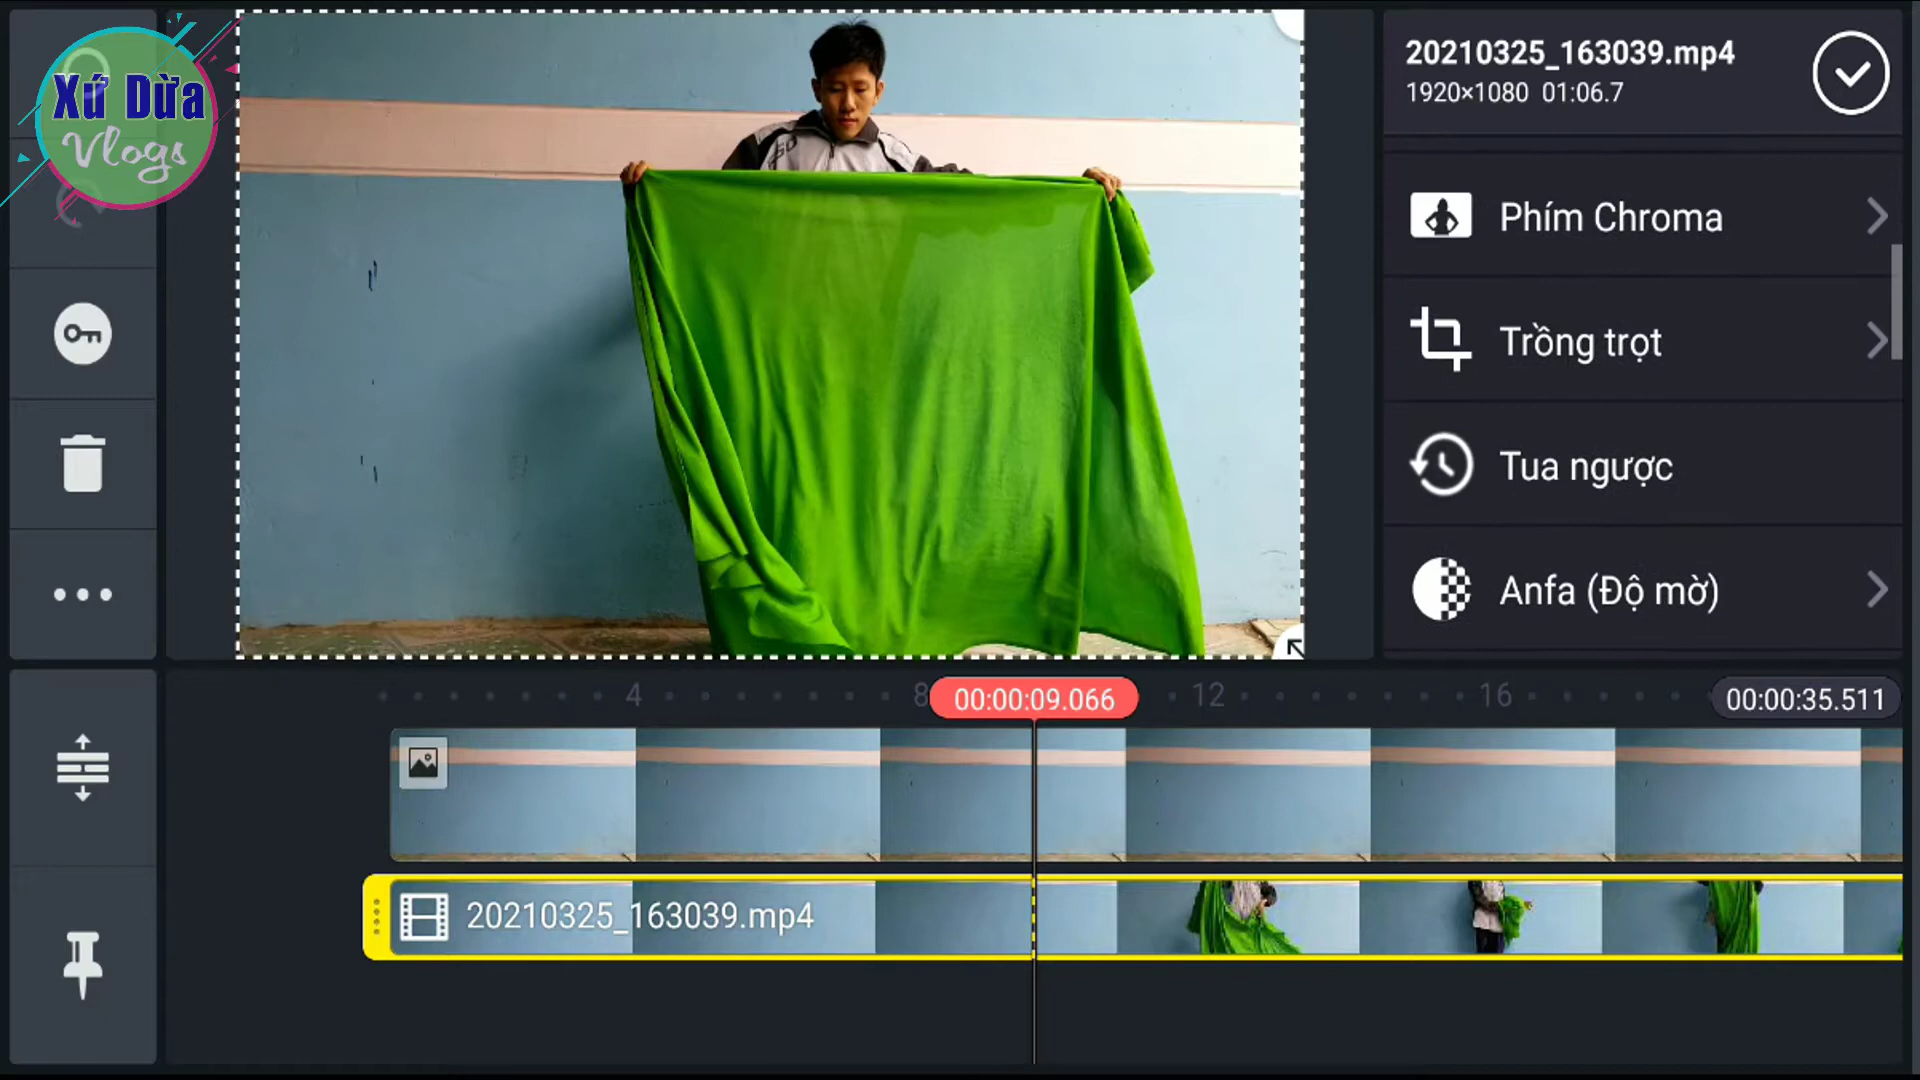 Xứ Dừa
Vlogs
20210325_163039.mp4
1920×1080 01:06.7
Phím Chroma
Trồng trọt
Tua ngược
Anfa (Độ mờ)
4
8
00:00:09.066
12
16
00:00:35.511
20210325_163039.mp4